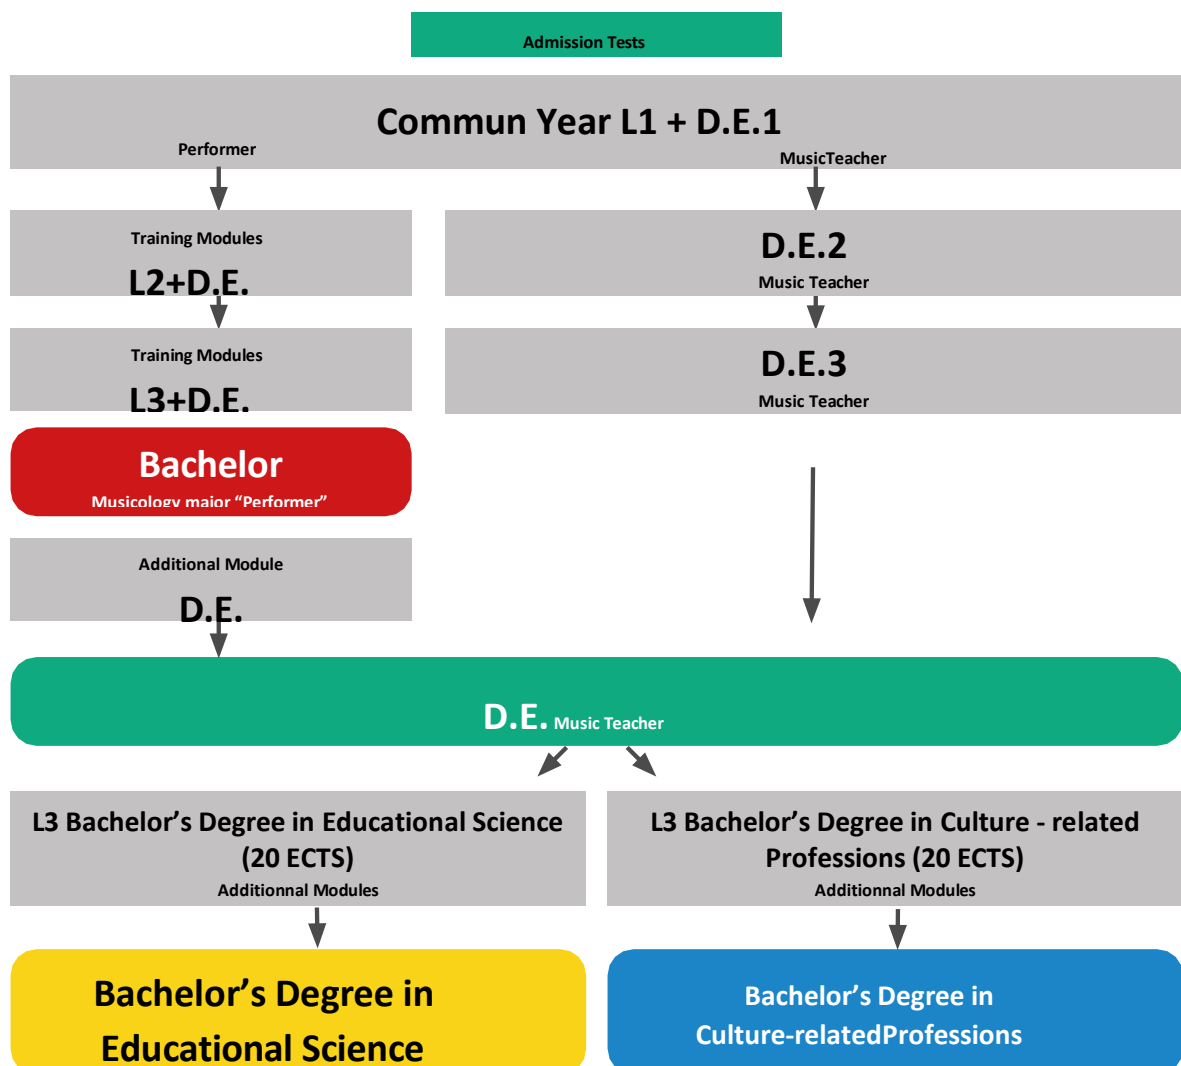 Admission Tests
Commun Year L1 + D.E.1
Performer
MusicTeacher
Training Modules
L2+D.E.
D.E.2
Music Teacher
Training Modules
L3+D.E.
D.E.3
Music Teacher
Bachelor
Musicology major “Performer”
Additional Module
D.E.
D.E. Music Teacher
L3 Bachelor’s Degree in Educational Science
(20 ECTS)
Additionnal Modules
L3 Bachelor’s Degree in Culture - related
Professions (20 ECTS)
Additionnal Modules
Bachelor’s Degree in
Educational Science
Bachelor’s Degree in
Culture-relatedProfessions